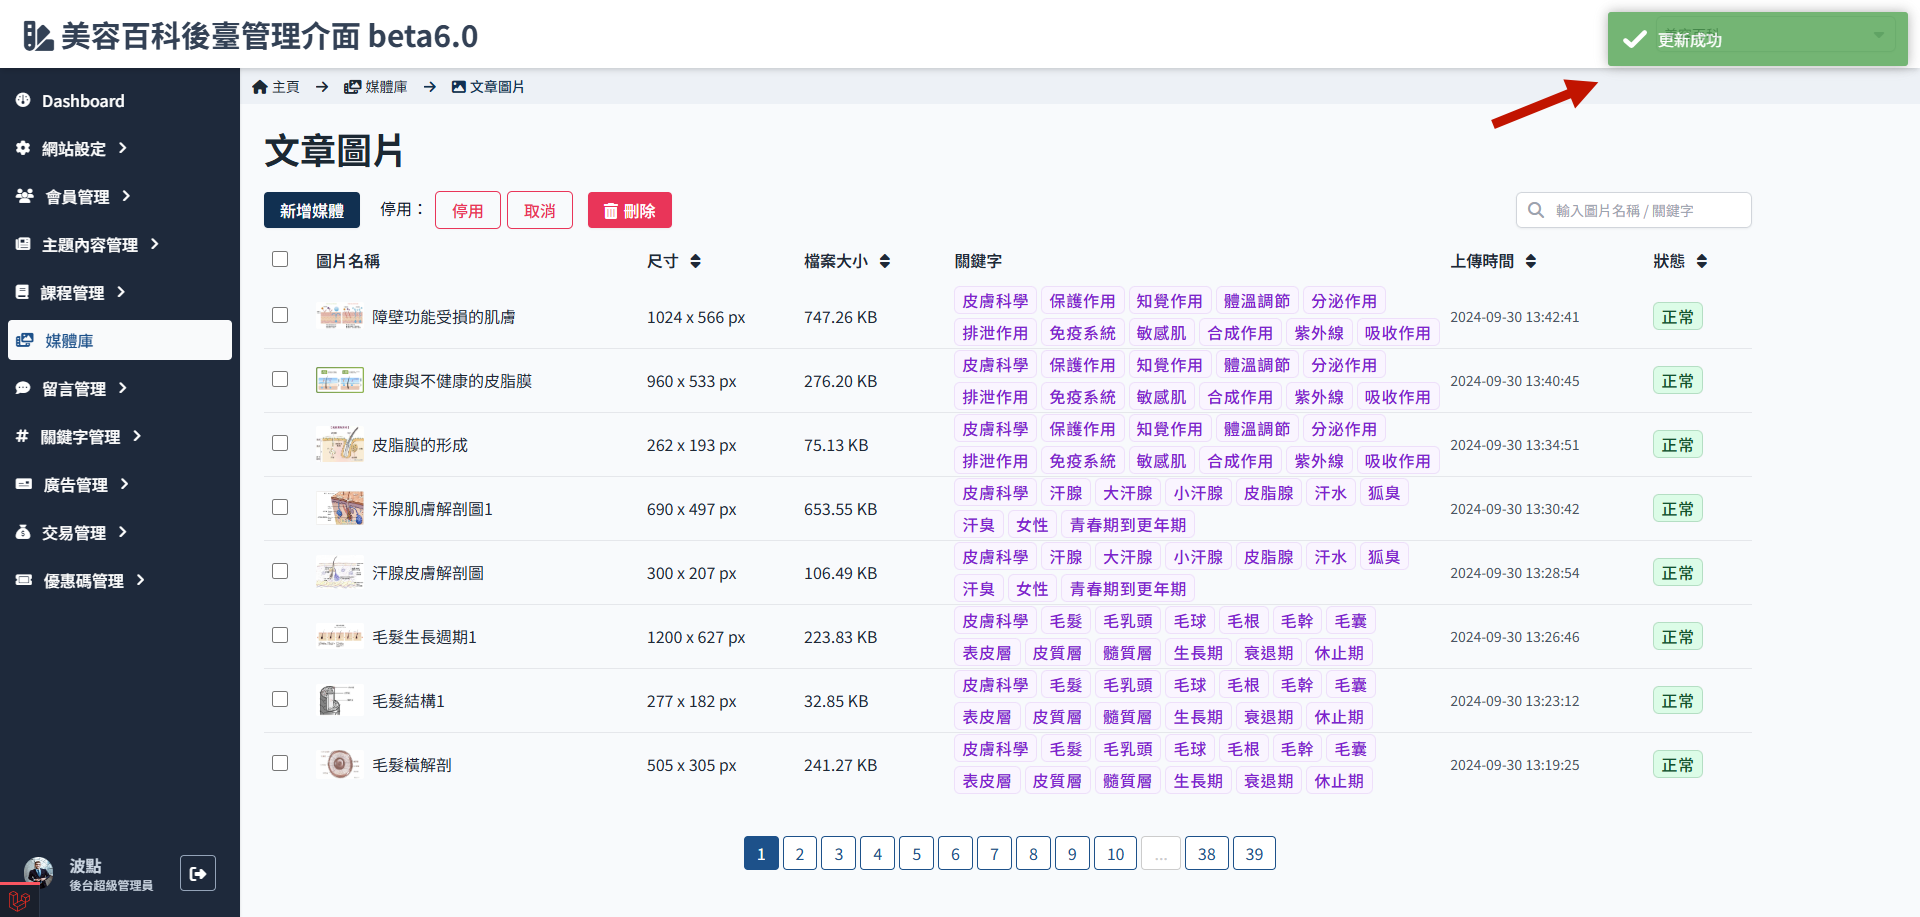 美容百科後臺管理介面 beta6.0
更新成功
主頁 → 媒體庫 → 文章圖片
Dashboard
網站設定
會員管理
主題內容管理
課程管理
媒體庫
留言管理
關鍵字管理
廣告管理
交易管理
優惠碼管理
波點
後台超級管理員
文章圖片
新增媒體 停用： 停用 取消 刪除 輸入圖片名稱 / 關鍵字
圖片名稱 尺寸 檔案大小 關鍵字 上傳時間 狀態
障壁功能受損的肌膚 1024 x 566 px 747.26 KB 皮膚科學 保護作用 知覺作用 體溫調節 分泌作用 2024-09-30 13:42:41 正常
排泄作用 免疫系統 敏感肌 合成作用 紫外線 吸收作用
健康與不健康的皮脂膜 960 x 533 px 276.20 KB 皮膚科學 保護作用 知覺作用 體溫調節 分泌作用 2024-09-30 13:40:45 正常
排泄作用 免疫系統 敏感肌 合成作用 紫外線 吸收作用
皮脂膜的形成 262 x 193 px 75.13 KB 皮膚科學 保護作用 知覺作用 體溫調節 分泌作用 2024-09-30 13:34:51 正常
排泄作用 免疫系統 敏感肌 合成作用 紫外線 吸收作用
汗腺肌膚解剖圖1 690 x 497 px 653.55 KB 皮膚科學 汗腺 大汗腺 小汗腺 皮脂腺 汗水 狐臭 2024-09-30 13:30:42 正常
汗臭 女性 青春期到更年期
汗腺皮膚解剖圖 300 x 207 px 106.49 KB 皮膚科學 汗腺 大汗腺 小汗腺 皮脂腺 汗水 狐臭 2024-09-30 13:28:54 正常
汗臭 女性 青春期到更年期
毛髮生長週期1 1200 x 627 px 223.83 KB 皮膚科學 毛髮 毛乳頭 毛球 毛根 毛幹 毛囊 2024-09-30 13:26:46 正常
表皮層 皮質層 髓質層 生長期 衰退期 休止期
毛髮結構1 277 x 182 px 32.85 KB 皮膚科學 毛髮 毛乳頭 毛球 毛根 毛幹 毛囊 2024-09-30 13:23:12 正常
表皮層 皮質層 髓質層 生長期 衰退期 休止期
毛髮橫解剖 505 x 305 px 241.27 KB 皮膚科學 毛髮 毛乳頭 毛球 毛根 毛幹 毛囊 2024-09-30 13:19:25 正常
表皮層 皮質層 髓質層 生長期 衰退期 休止期
1 2 3 4 5 6 7 8 9 10 ... 38 39